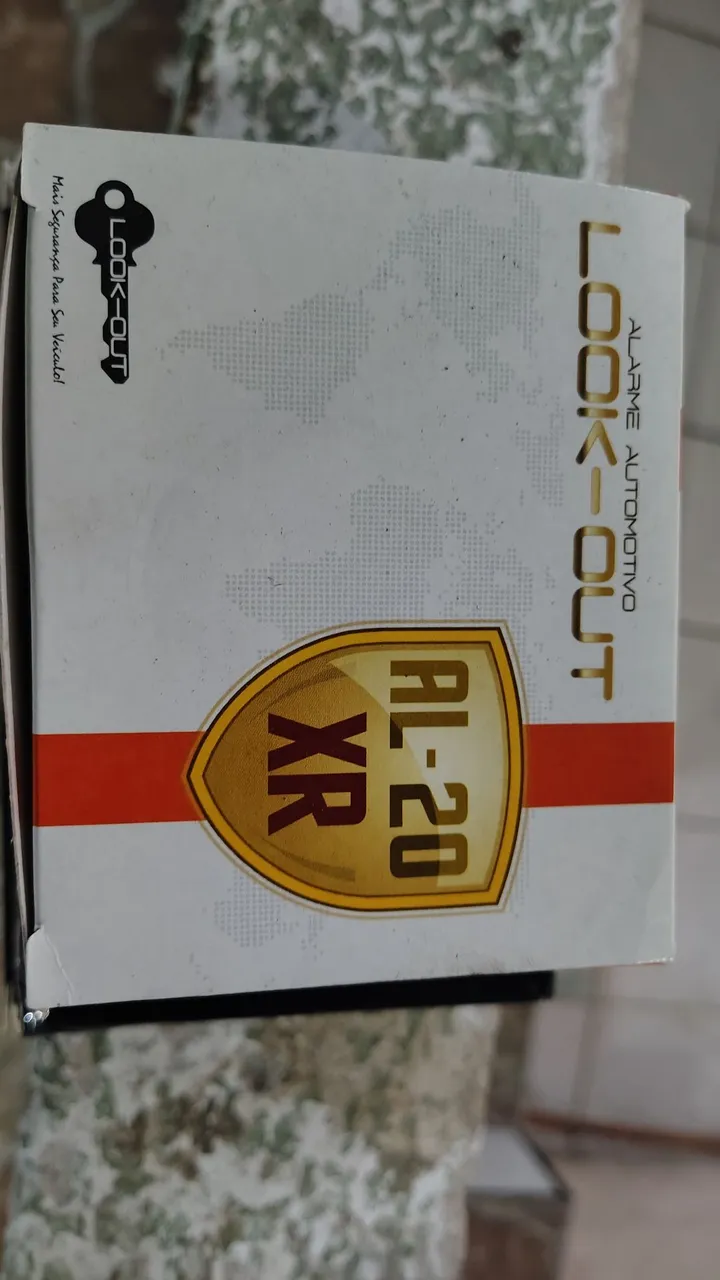 ALARME AUTOMOTIVO
LOOK-OUT
AL-20
XR
LOOK-OUT
Mais Segurança Para Seu Veículo!